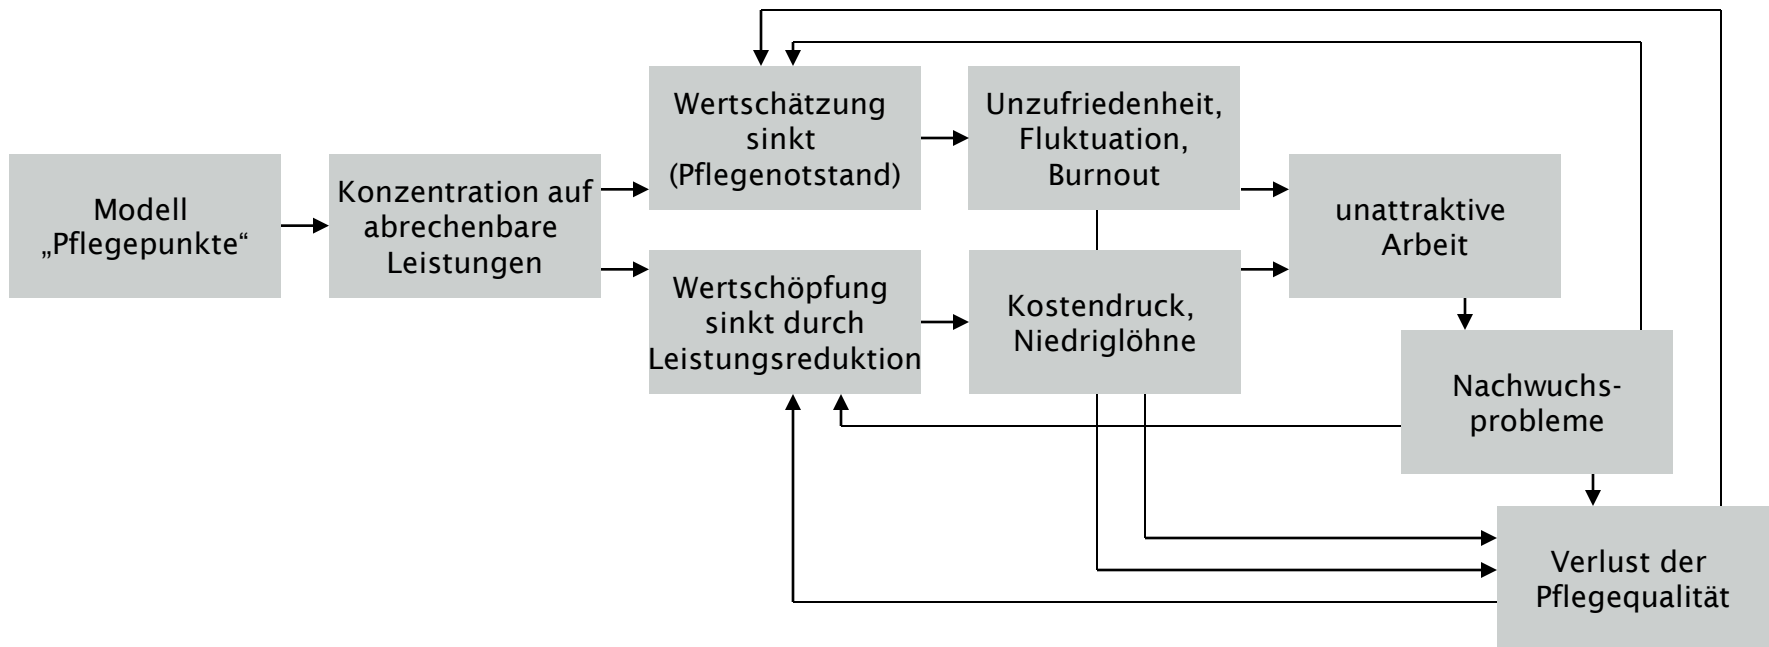 Modell
„Pflegepunkte“
Konzentration auf
abrechenbare
Leistungen
Wertschätzung
sinkt
(Pflegenotstand)
Wertschöpfung
sinkt durch
Leistungsreduktion
Unzufriedenheit,
Fluktuation,
Burnout
Kostendruck,
Niedriglöhne
unattraktive
Arbeit
Nachwuchs-
probleme
Verlust der
Pflegequalität